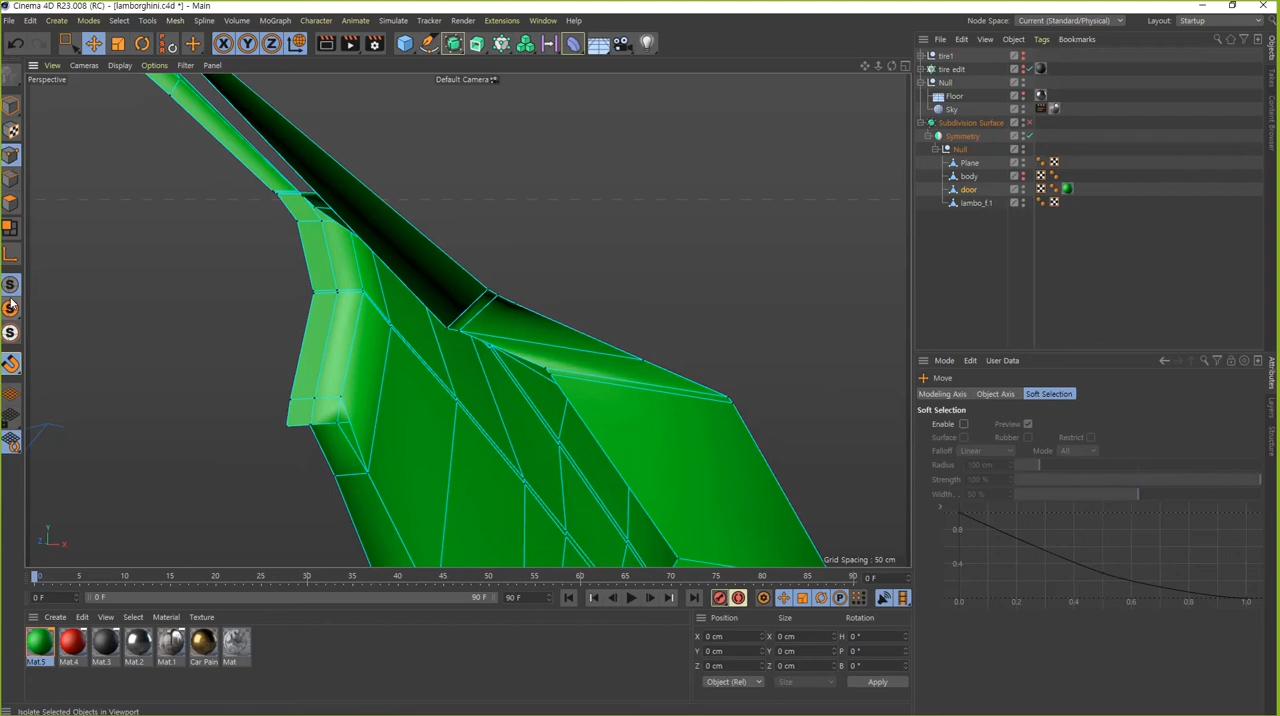 Cinema 4D R23.008 (RC) - [lamborghini.c4d *] - Main
File Edit Create Modes Select Tools Mesh Spline Volume MoGraph Character Animate Simulate Tracker Render Extensions Window Help
Node Space: Current (Standard/Physical) Layout: Startup
View Cameras Display Options Filter Panel
Perspective
Default Camera
File Edit View Object Tags Bookmarks
tire1
tire edit
Null
Floor
Sky
Subdivision Surface
Symmetry
Null
Plane
body
door
lambo_f.1
Objects
Takes
Content Browser
Mode Edit User Data
Move
Modeling Axis Object Axis Soft Selection
Soft Selection
Enable Preview
Surface Rubber Restrict
Falloff Linear Mode All
Radius 100 cm
Strength 100 %
Width 50 %
0.8
0.4
0.0 0.2 0.4 0.6 0.8 1.0
Attributes
Layers
Structure
X Y Z
X Y Z
Grid Spacing : 50 cm
0 5 10 15 20 25 30 35 40 45 50 55 60 65 70 75 80 85 90 0 F
0 F 0 F 90 F 90 F
Create Edit View Select Material Texture
Mat.5 Mat.4 Mat.3 Mat.2 Mat.1 Car Pain Mat
Position Size Rotation
X 0 cm X 0 cm H 0 °
Y 0 cm Y 0 cm P 0 °
Z 0 cm Z 0 cm B 0 °
Object (Rel) Size Apply
Isolate Selected Objects in Viewport